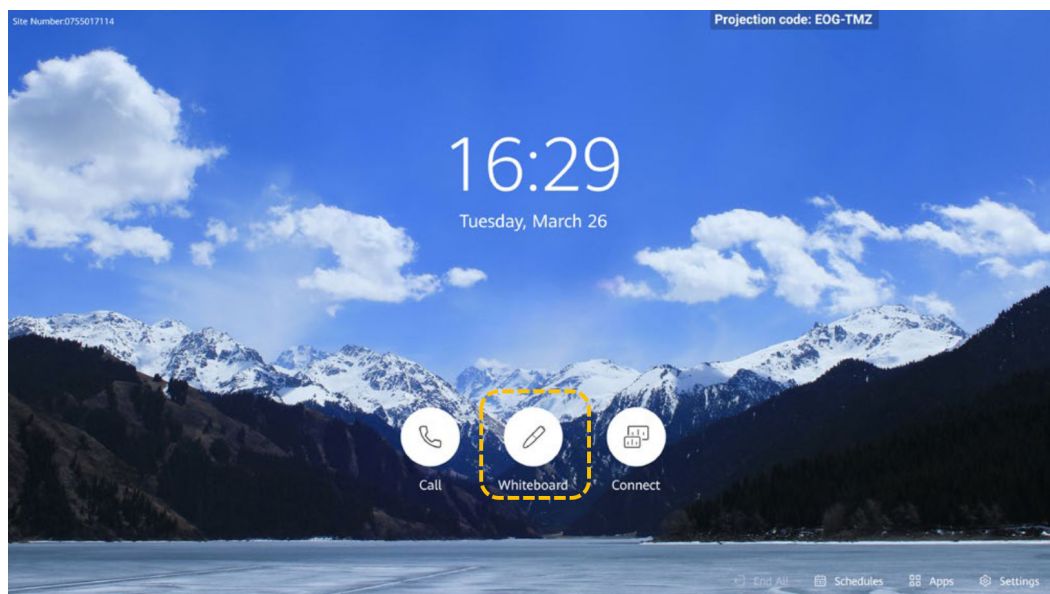 Site Number:0755017114
Projection code: EOG-TMZ
16:29
Tuesday, March 26
Call Whiteboard Connect
End All Schedules Apps Settings